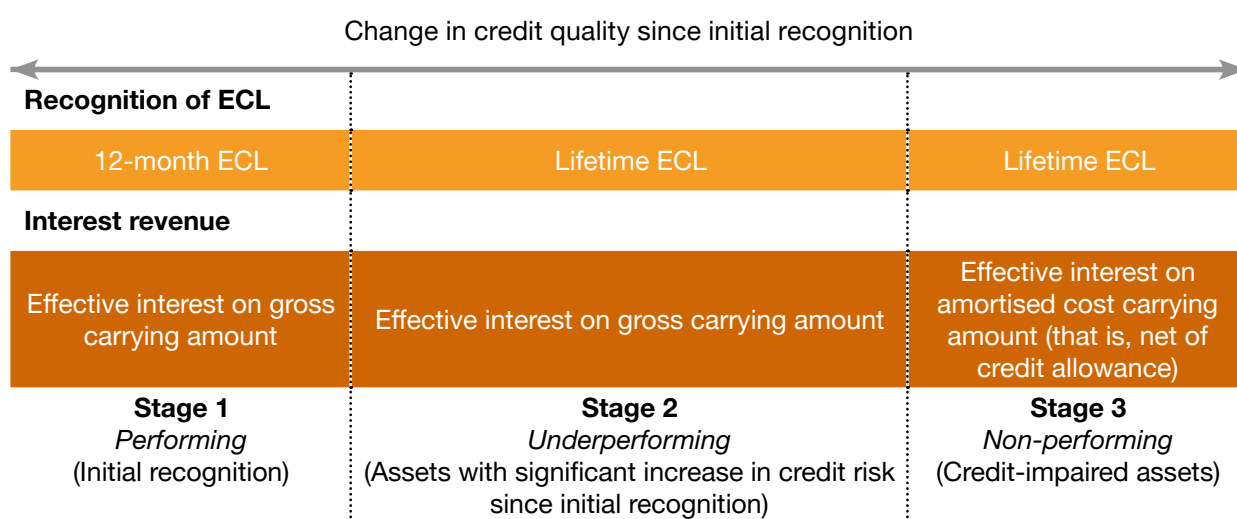 Change in credit quality since initial recognition
Recognition of ECL
12-month ECL
Lifetime ECL
Lifetime ECL
Interest revenue
Effective interest on gross
carrying amount
Effective interest on gross carrying amount
Effective interest on
amortised cost carrying
amount (that is, net of
credit allowance)
Stage 1
Performing
(Initial recognition)
Stage 2
Underperforming
(Assets with significant increase in credit risk
since initial recognition)
Stage 3
Non-performing
(Credit-impaired assets)